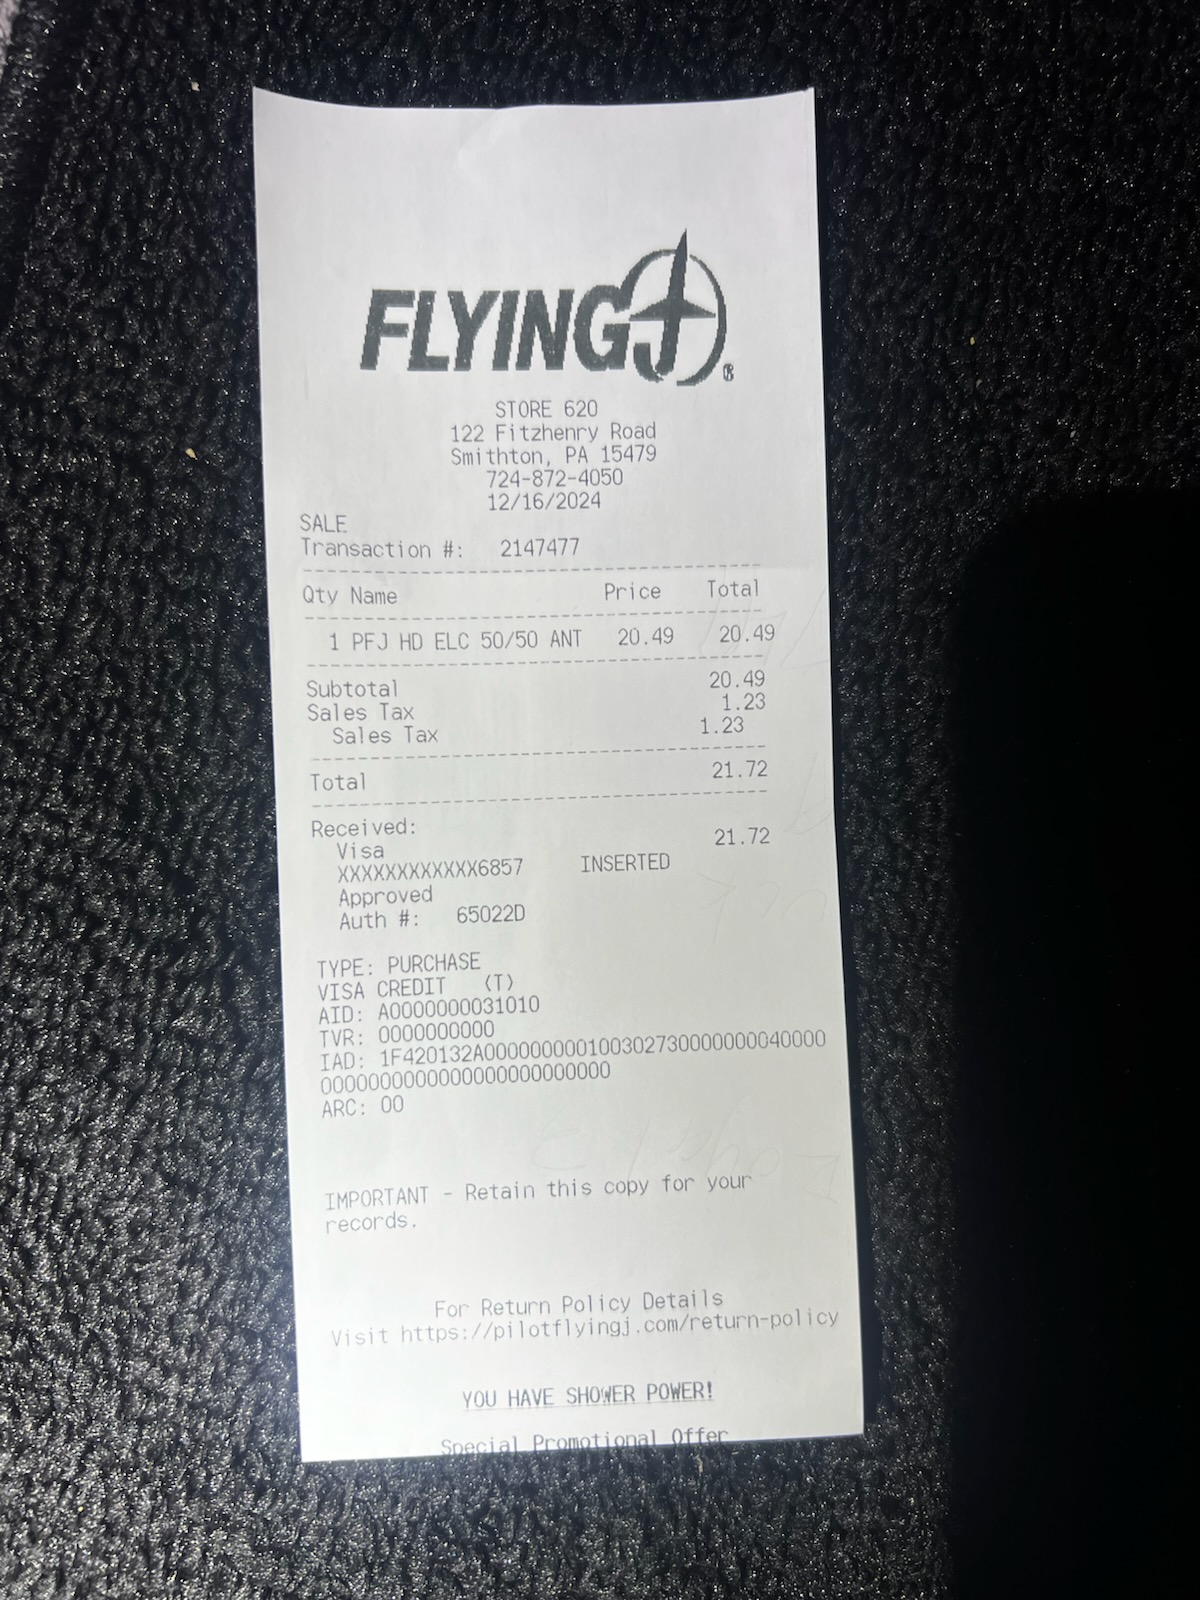 FLYING J ®
STORE 620
122 Fitzhenry Road
Smithton, PA 15479
724-872-4050
12/16/2024
SALE
Transaction #: 2147477
Qty Name Price Total
1 PFJ HD ELC 50/50 ANT 20.49 20.49
Subtotal 20.49
Sales Tax 1.23
Sales Tax 1.23
Total 21.72
Received:
Visa 21.72
XXXXXXXXXXXX6857 INSERTED
Approved
Auth #: 65022D
TYPE: PURCHASE
VISA CREDIT (T)
AID: A0000000031010
TVR: 0000000000
IAD: 1F420132A0000000001003027300000000040000
0000000000000000000000000
ARC: 00
IMPORTANT - Retain this copy for your
records.
For Return Policy Details
Visit https://pilotflyingj.com/return-policy
YOU HAVE SHOWER POWER!
Special Promotional Offer